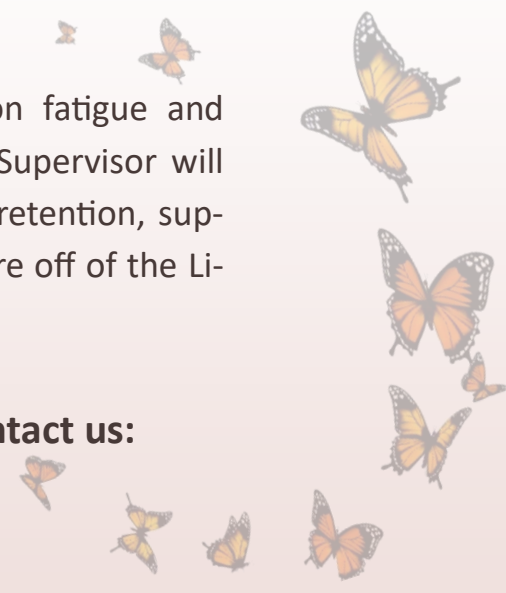 on fatigue and
Supervisor will
retention, sup-
re off of the Li-
ntact us: